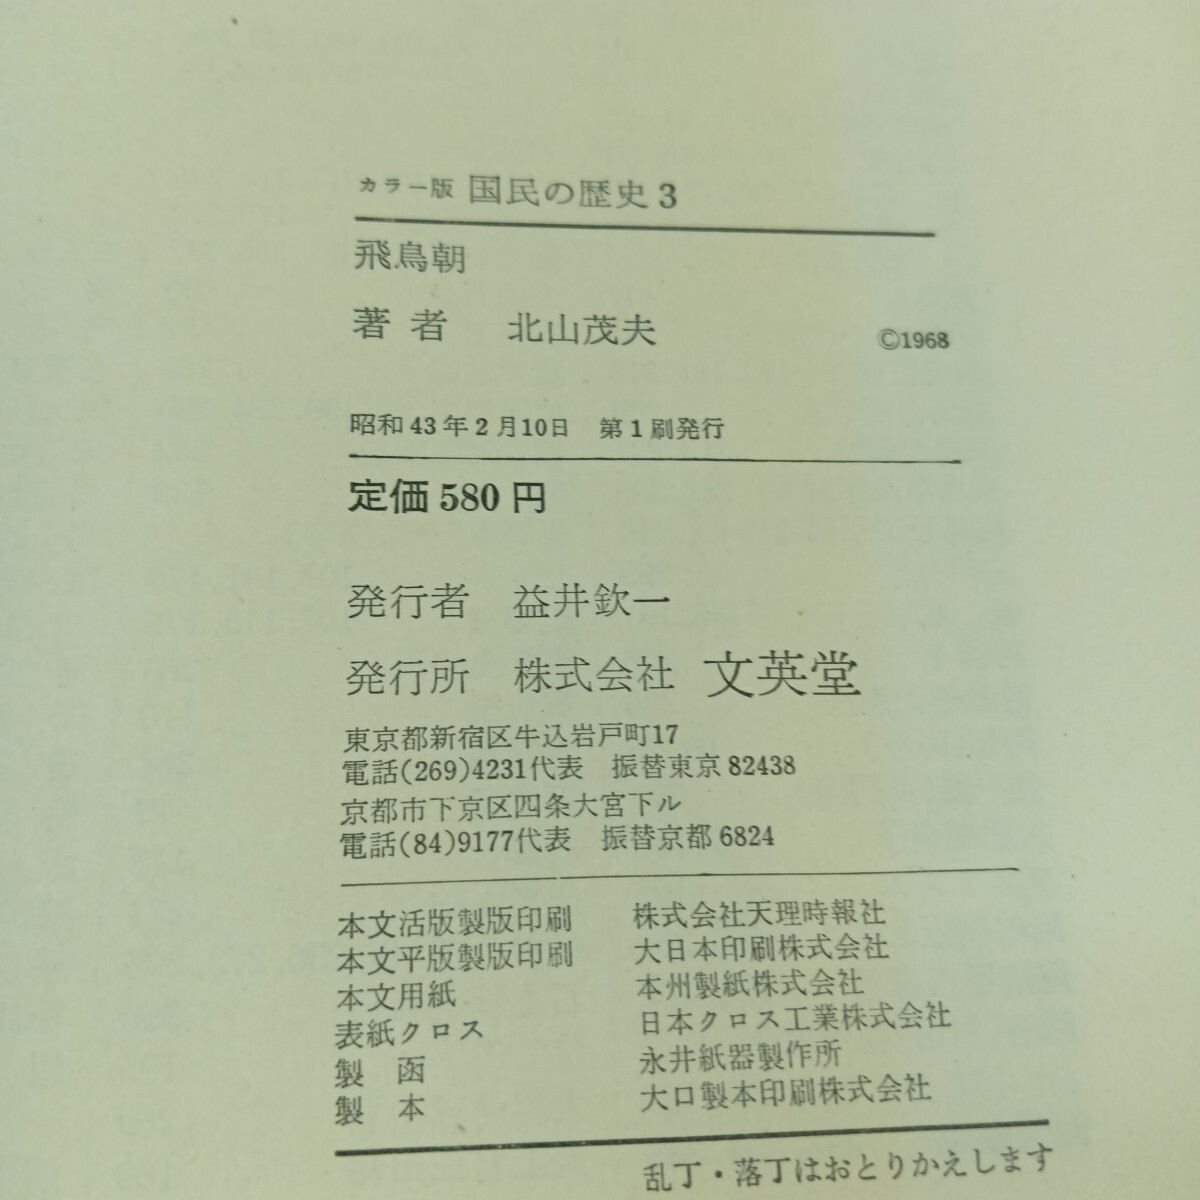 カラー版 国民の歴史3
飛鳥朝
著者 北山茂夫 ©1968
昭和43年2月10日 第1刷発行
定価580円
発行者 益井欽一
発行所 株式会社 文英堂
東京都新宿区牛込岩戸町17
電話(269)4231代表 振替東京82438
京都市下京区四条大宮下ル
電話(84)9177代表 振替京都6824
本文活版製版印刷 株式会社天理時報社
本文平版製版印刷 大日本印刷株式会社
本文用紙 本州製紙株式会社
表紙クロス 日本クロス工業株式会社
製函 永井紙器製作所
製本 大口製本印刷株式会社
乱丁・落丁はおとりかえします